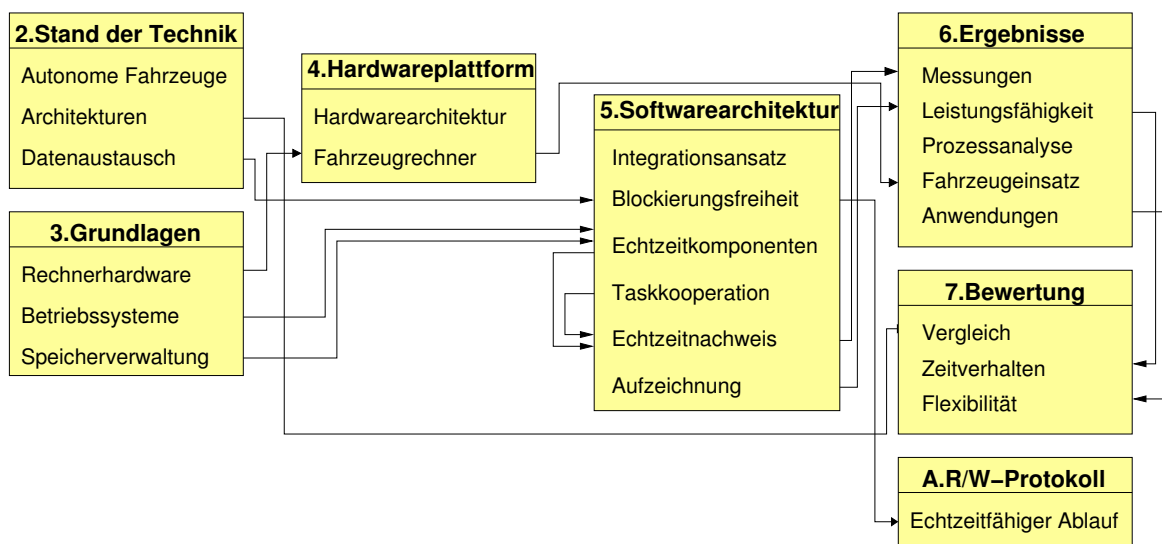 2.Stand der Technik
Autonome Fahrzeuge
Architekturen
Datenaustausch
3.Grundlagen
Rechnerhardware
Betriebssysteme
Speicherverwaltung
4.Hardwareplattform
Hardwarearchitektur
Fahrzeugrechner
5.Softwarearchitektur
Integrationsansatz
Blockierungsfreiheit
Echtzeitkomponenten
Taskkooperation
Echtzeitnachweis
Aufzeichnung
6.Ergebnisse
Messungen
Leistungsfähigkeit
Prozessanalyse
Fahrzeugeinsatz
Anwendungen
7.Bewertung
Vergleich
Zeitverhalten
Flexibilität
A.R/W−Protokoll
Echtzeitfähiger Ablauf